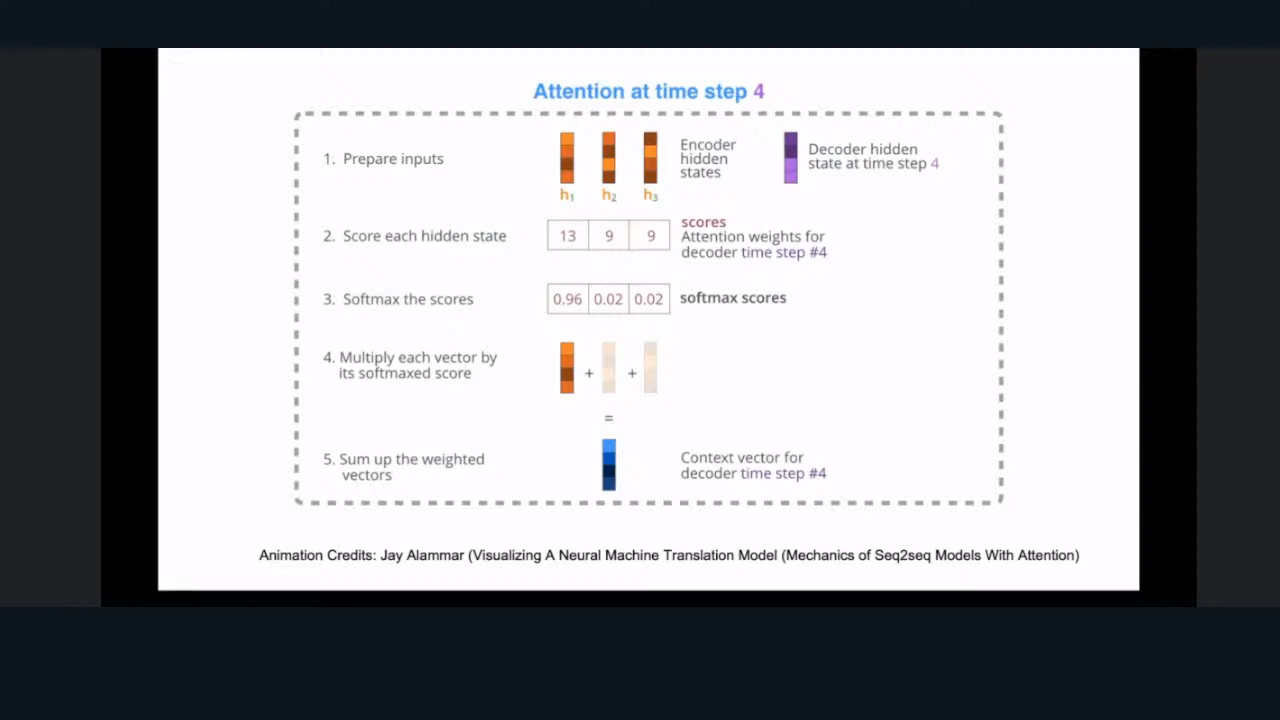 Attention at time step 4
1. Prepare inputs
Encoder
hidden
states
Decoder hidden
state at time step 4
h1 h2 h3
2. Score each hidden state
13 9 9
scores
Attention weights for
decoder time step #4
3. Softmax the scores
0.96 0.02 0.02
softmax scores
4. Multiply each vector by
its softmaxed score
+ +
=
5. Sum up the weighted
vectors
Context vector for
decoder time step #4
Animation Credits: Jay Alammar (Visualizing A Neural Machine Translation Model (Mechanics of Seq2seq Models With Attention)